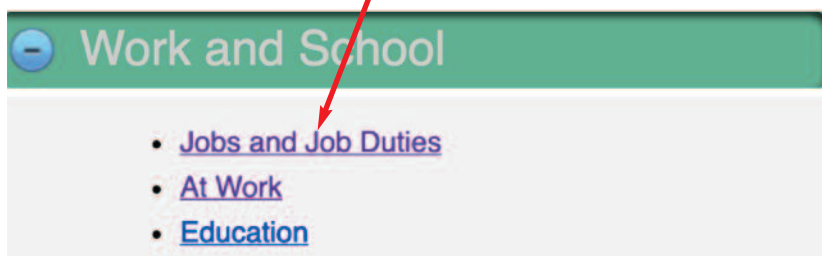 Work and School
Jobs and Job Duties
At Work
Education